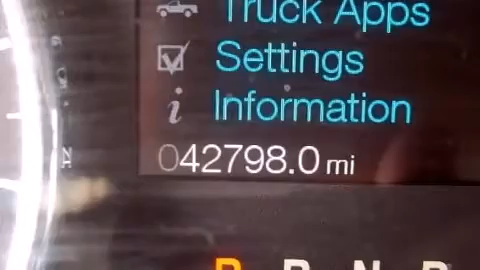 Truck Apps
Settings
i Information
042798.0 mi
P R N D